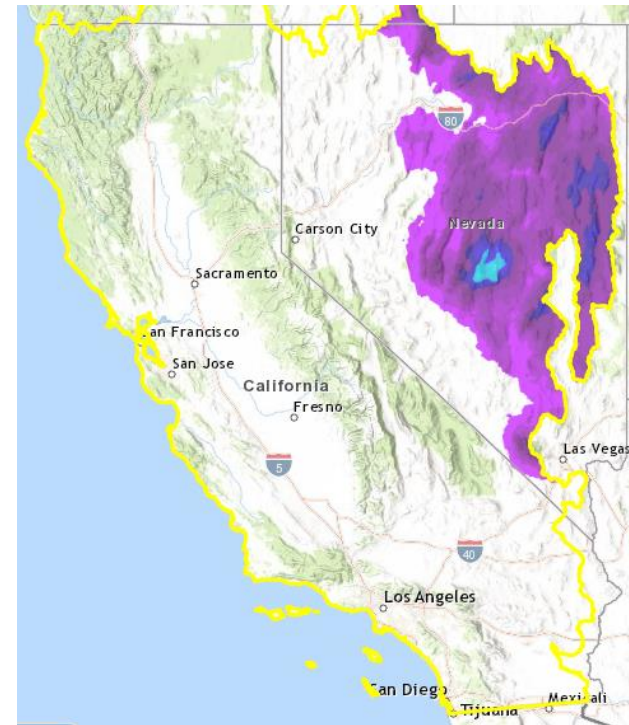 80
Nevada
Carson City
Sacramento
San Francisco
San Jose
California
Fresno
5
Las Vegas
40
Los Angeles
San Diego
Tijuana
Mexicali